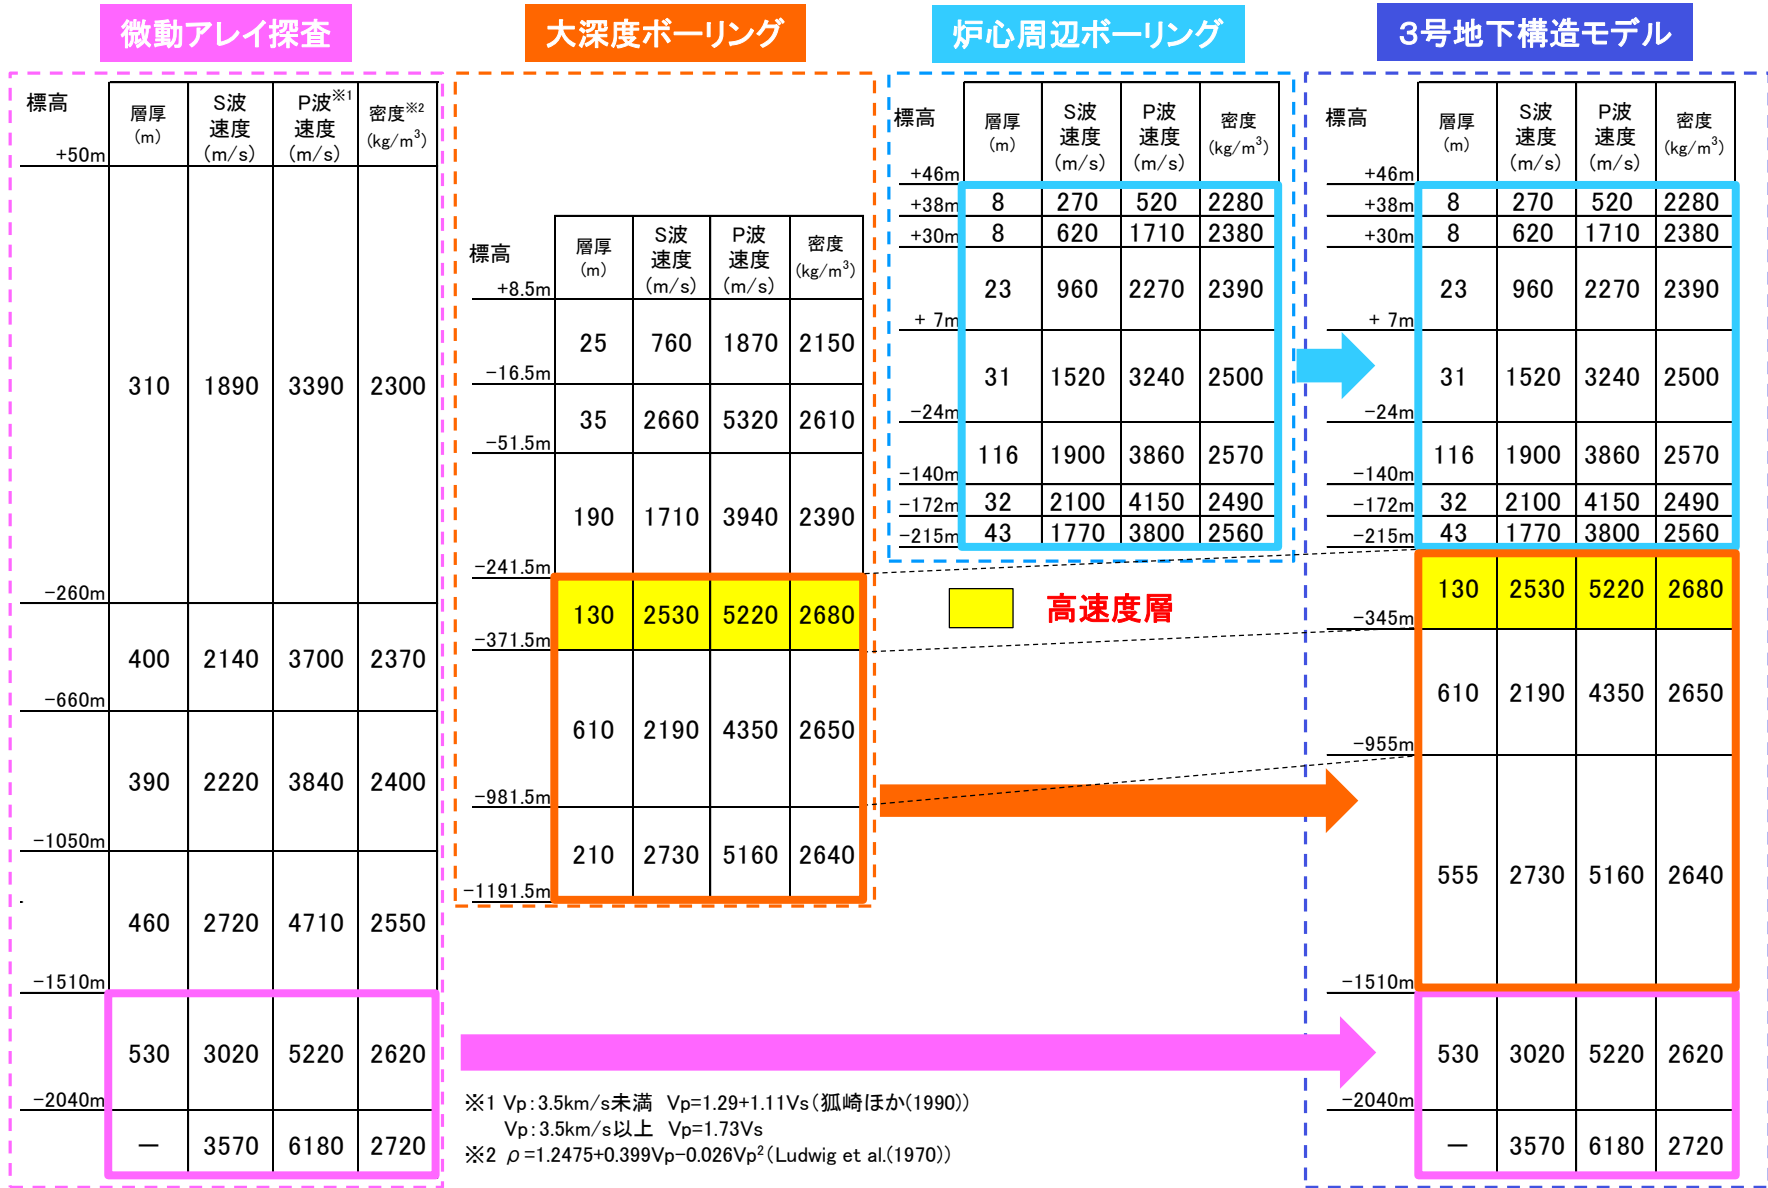 微動アレイ探査
大深度ボーリング
炉心周辺ボーリング
3号地下構造モデル
標高 層厚(m) S波速度(m/s) P波※1速度(m/s) 密度※2(kg/m³)
+50m
310 1890 3390 2300
-260m
400 2140 3700 2370
-660m
390 2220 3840 2400
-1050m
460 2720 4710 2550
-1510m
530 3020 5220 2620
-2040m
― 3570 6180 2720
標高 層厚(m) S波速度(m/s) P波速度(m/s) 密度(kg/m³)
+8.5m
25 760 1870 2150
-16.5m
35 2660 5320 2610
-51.5m
190 1710 3940 2390
-241.5m
130 2530 5220 2680
-371.5m
610 2190 4350 2650
-981.5m
210 2730 5160 2640
-1191.5m
標高 層厚(m) S波速度(m/s) P波速度(m/s) 密度(kg/m³)
+46m
8 270 520 2280
+38m
8 620 1710 2380
+30m
23 960 2270 2390
+ 7m
31 1520 3240 2500
-24m
116 1900 3860 2570
-140m
32 2100 4150 2490
-172m
43 1770 3800 2560
-215m
高速度層
標高 層厚(m) S波速度(m/s) P波速度(m/s) 密度(kg/m³)
+46m
8 270 520 2280
+38m
8 620 1710 2380
+30m
23 960 2270 2390
+ 7m
31 1520 3240 2500
-24m
116 1900 3860 2570
-140m
32 2100 4150 2490
-172m
43 1770 3800 2560
-215m
130 2530 5220 2680
-345m
610 2190 4350 2650
-955m
555 2730 5160 2640
-1510m
530 3020 5220 2620
-2040m
― 3570 6180 2720
※1 Vp:3.5km/s未満 Vp=1.29+1.11Vs(狐崎ほか(1990))
Vp:3.5km/s以上 Vp=1.73Vs
※2 ρ=1.2475+0.399Vp-0.026Vp²(Ludwig et al.(1970))